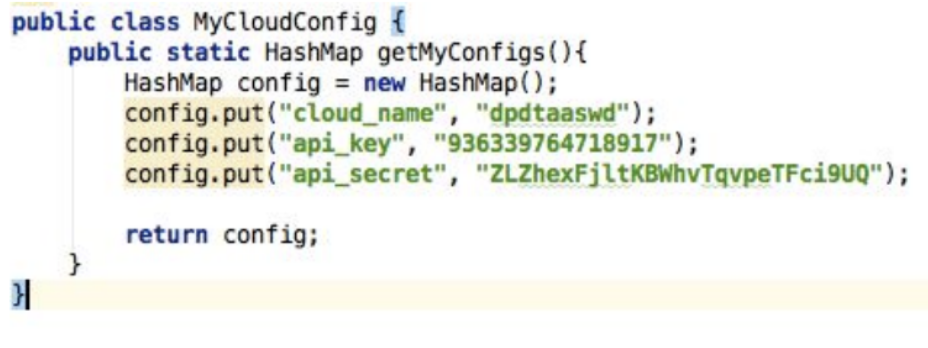 public class MyCloudConfig {
    public static HashMap getMyConfigs(){
        HashMap config = new HashMap();
        config.put("cloud_name", "dpdtaaswd");
        config.put("api_key", "936339764718917");
        config.put("api_secret", "ZLZhexFjltKBWhvTqvpeTFci9UQ");
        return config;
    }
}